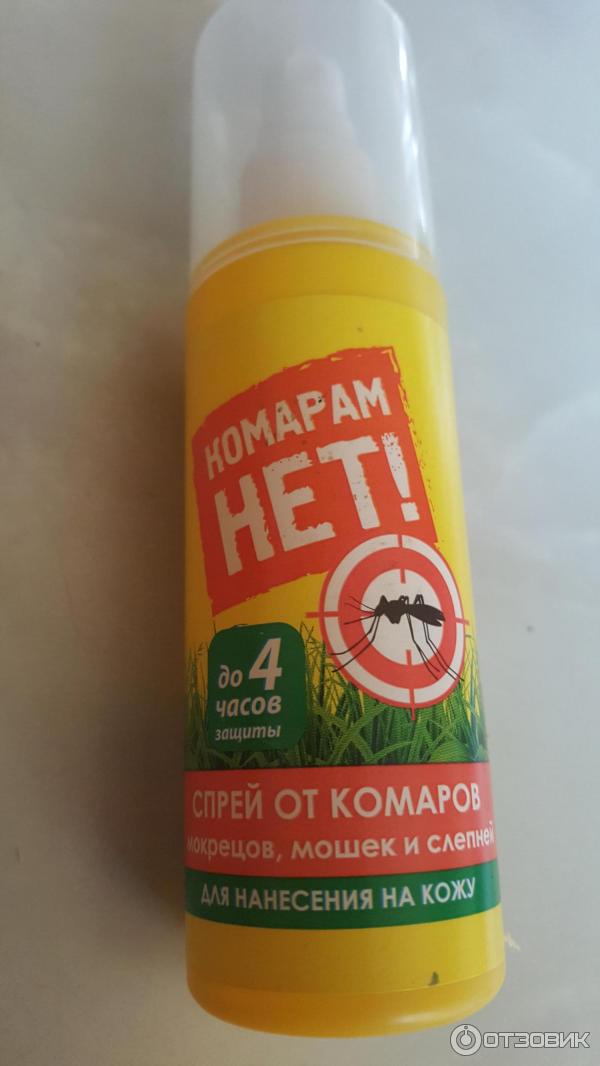 КОМАРАМ
НЕТ!
до 4
часов
защиты
СПРЕЙ ОТ КОМАРОВ
мокрецов, мошек и слепней
ДЛЯ НАНЕСЕНИЯ НА КОЖУ
ОТЗОВИК